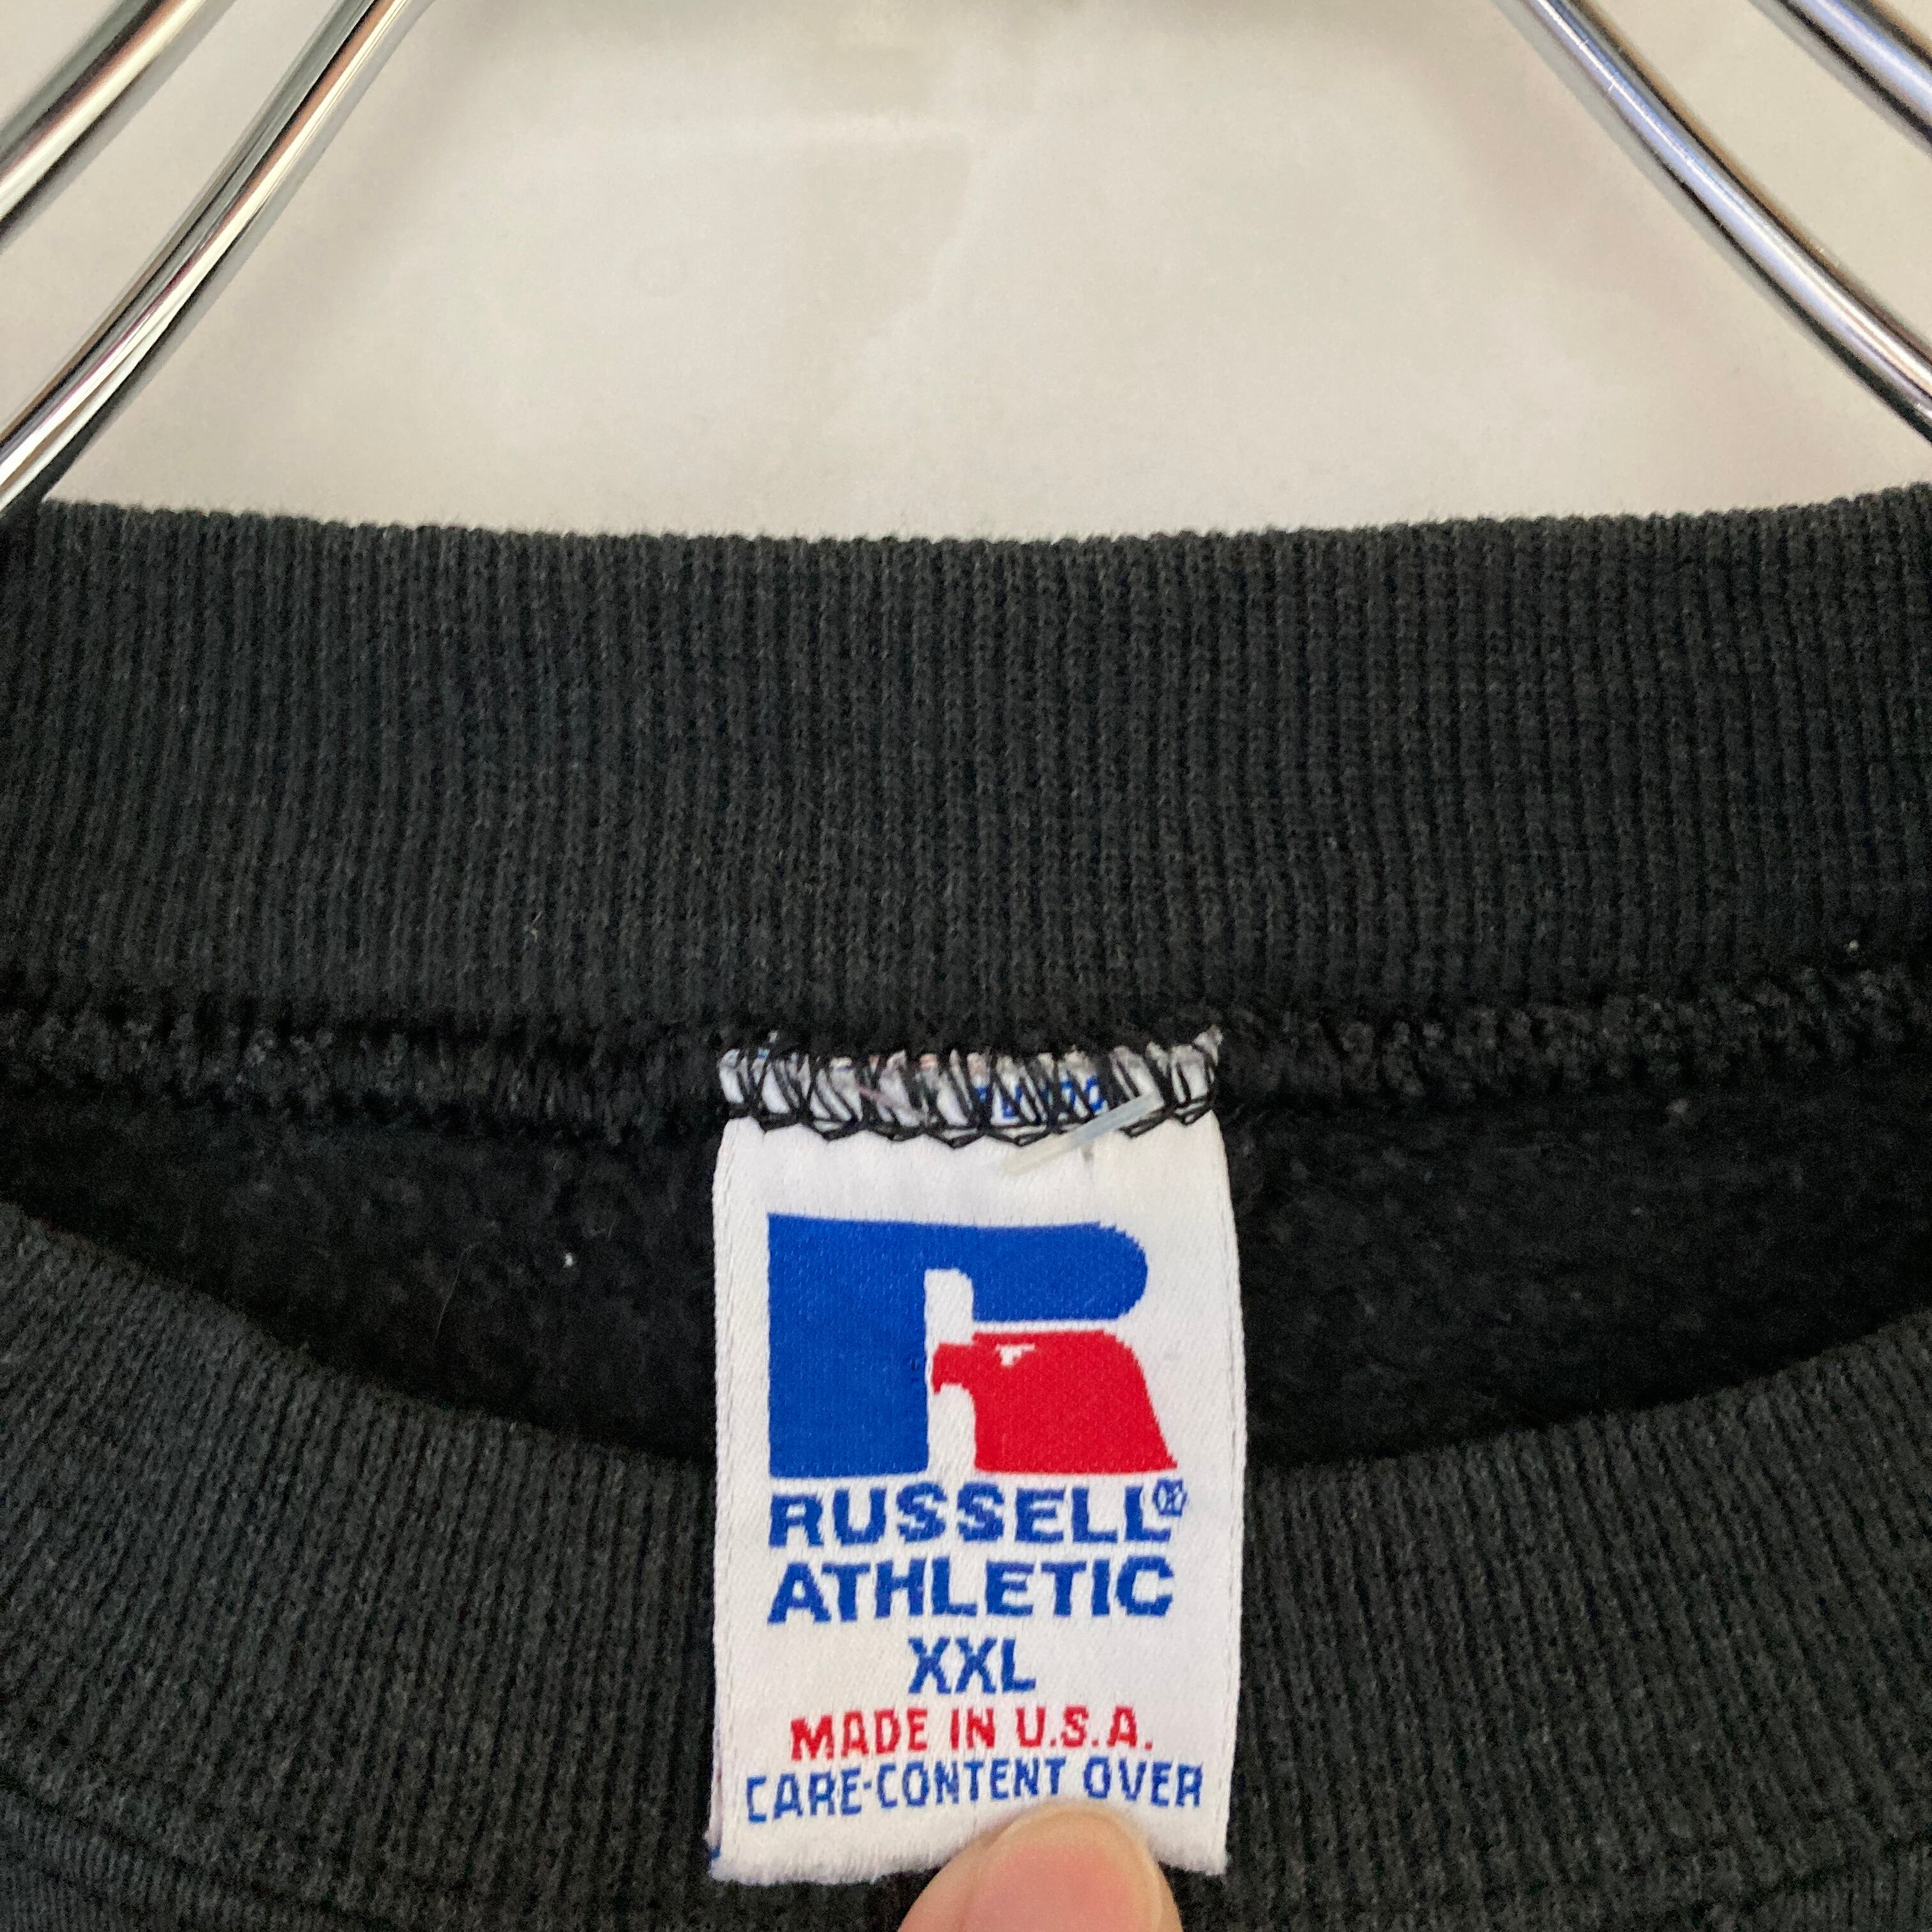 RUSSELL®
ATHLETIC
XXL
MADE IN U.S.A.
CARE-CONTENT OVER